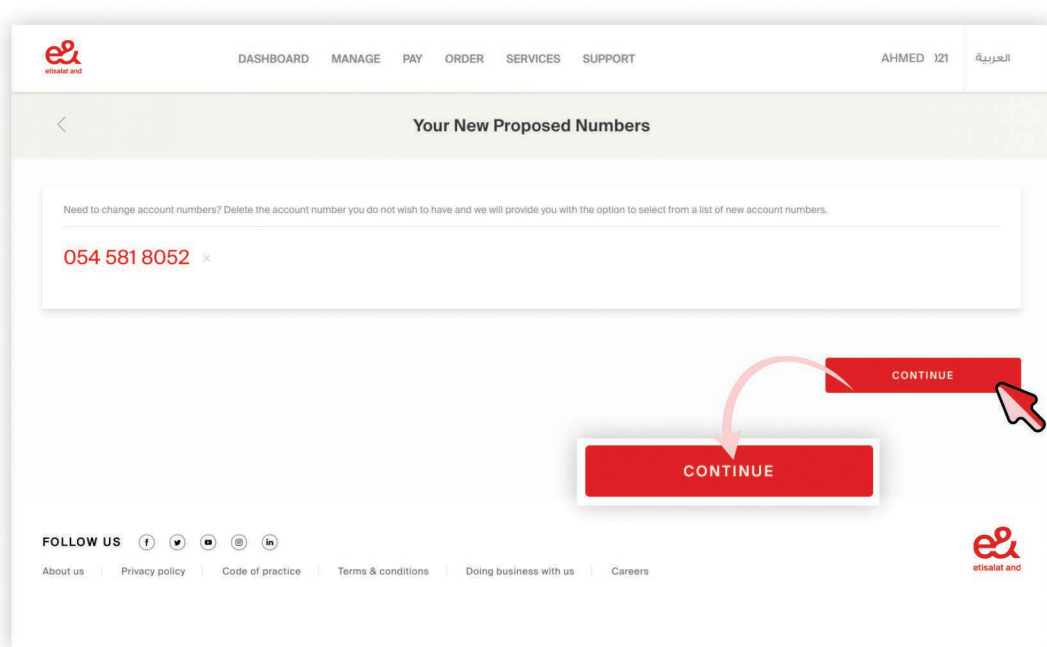 e& etisalat and
DASHBOARD MANAGE PAY ORDER SERVICES SUPPORT AHMED 021 العربية
Your New Proposed Numbers
Need to change account numbers? Delete the account number you do not wish to have and we will provide you with the option to select from a list of new account numbers.
054 581 8052 ×
CONTINUE
CONTINUE
FOLLOW US
About us Privacy policy Code of practice Terms & conditions Doing business with us Careers
e& etisalat and